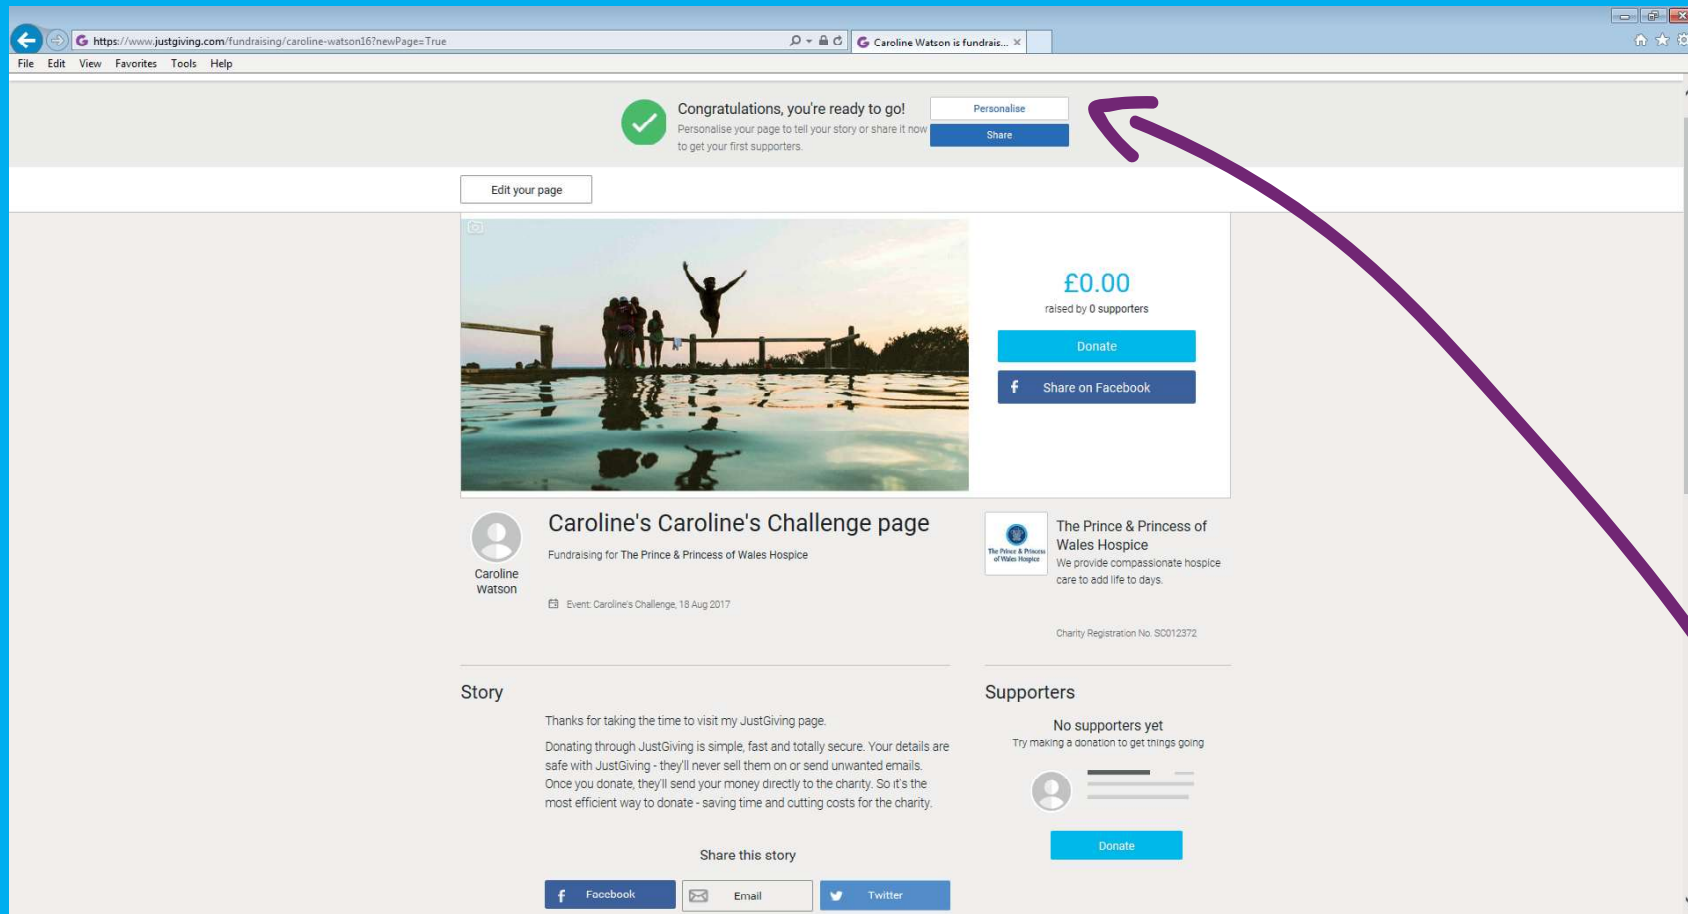 https://www.justgiving.com/fundraising/caroline-watson16?newPage=True
Caroline Watson is fundrais...
File Edit View Favorites Tools Help
Congratulations, you're ready to go!
Personalise your page to tell your story or share it now
to get your first supporters.
Personalise
Share
Edit your page
£0.00
raised by 0 supporters
Donate
Share on Facebook
Caroline
Watson
Caroline's Caroline's Challenge page
Fundraising for The Prince & Princess of Wales Hospice
Event: Caroline's Challenge, 18 Aug 2017
The Prince & Princess
of Wales Hospice
The Prince & Princess of
Wales Hospice
We provide compassionate hospice
care to add life to days.
Charity Registration No. SC012372
Story
Thanks for taking the time to visit my JustGiving page.
Donating through JustGiving is simple, fast and totally secure. Your details are
safe with JustGiving - they'll never sell them on or send unwanted emails.
Once you donate, they'll send your money directly to the charity. So it's the
most efficient way to donate - saving time and cutting costs for the charity.
Share this story
Facebook
Email
Twitter
Supporters
No supporters yet
Try making a donation to get things going
Donate